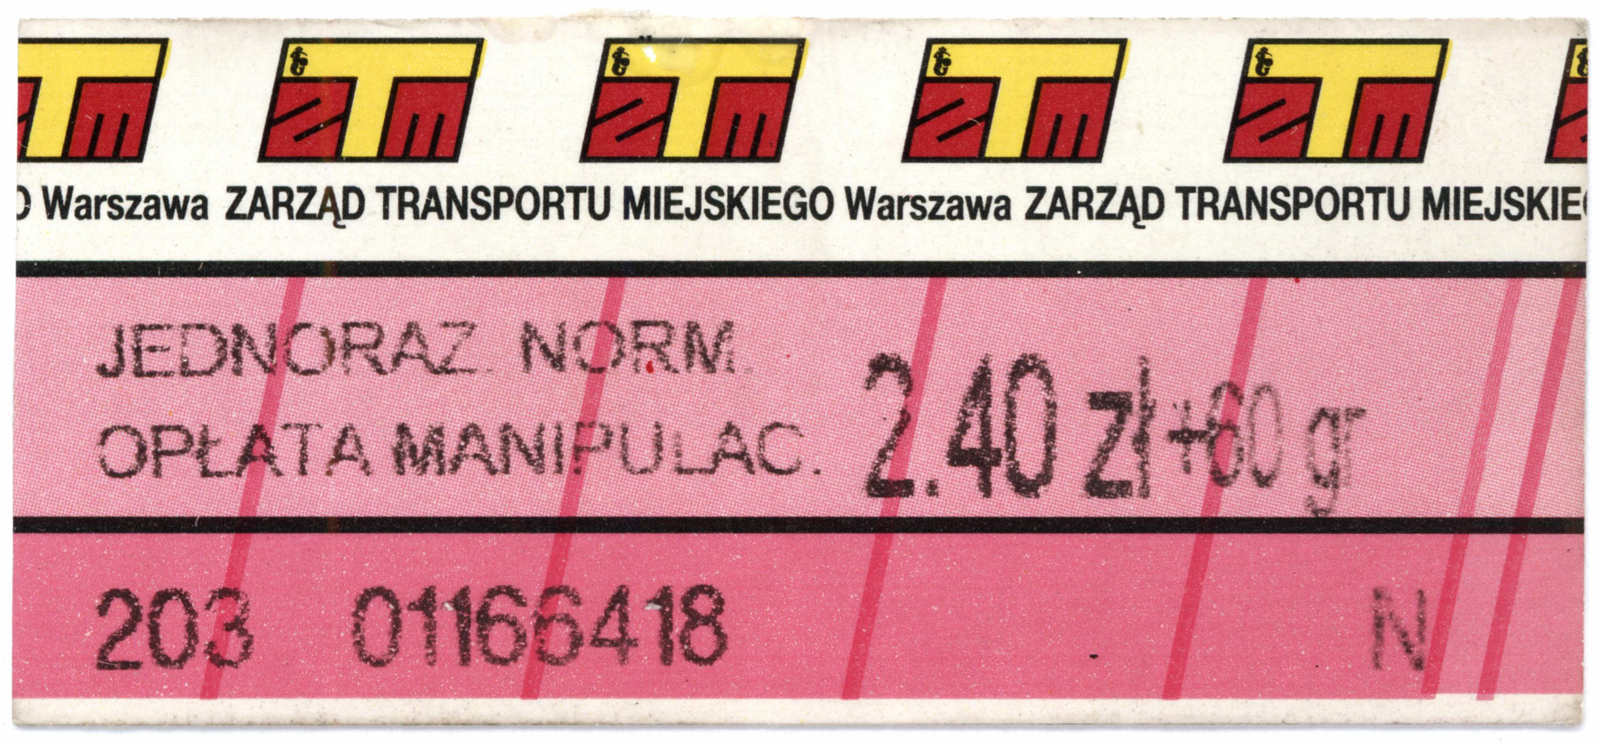 ZTM ZTM ZTM ZTM ZTM
O Warszawa ZARZĄD TRANSPORTU MIEJSKIEGO Warszawa ZARZĄD TRANSPORTU MIEJSKIEG
JEDNORAZ. NORM.
OPŁATA MANIPULAC. 2.40 zł+60 gr
203 01166418 N